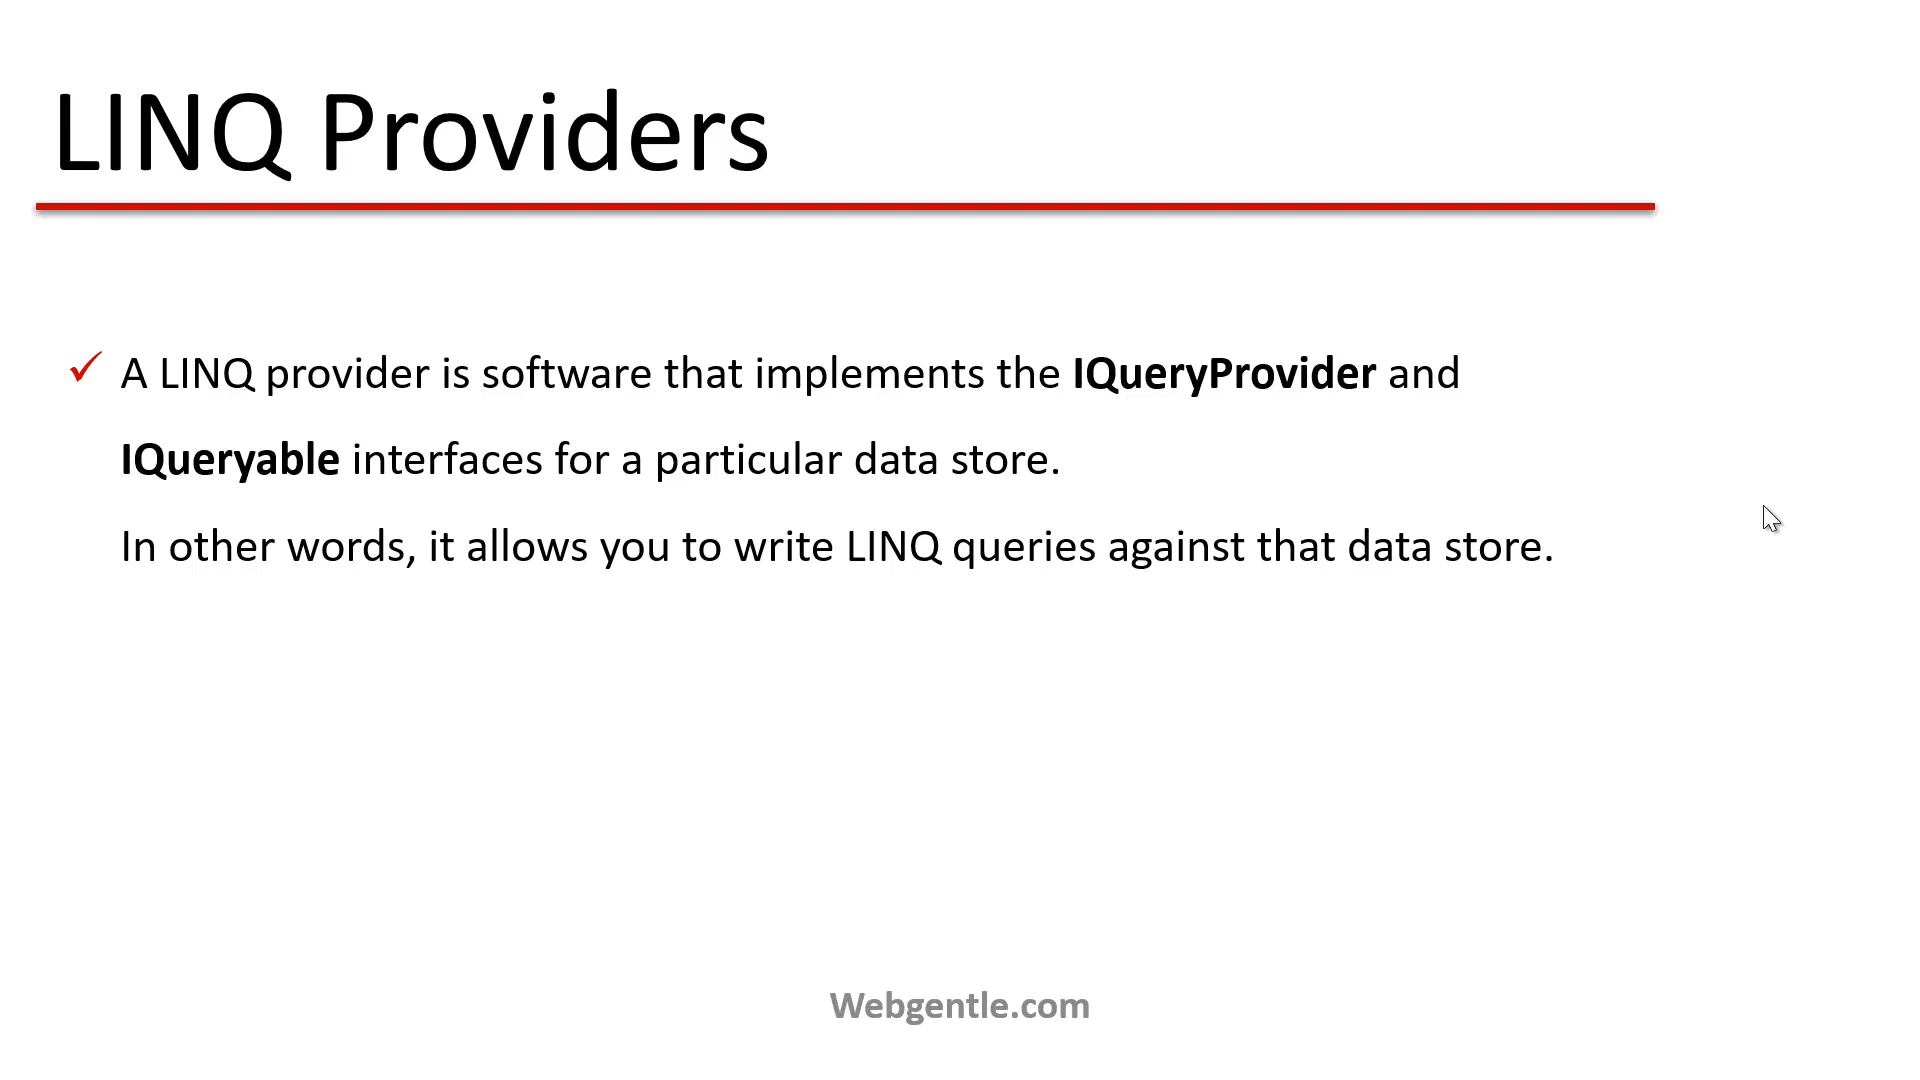 LINQ Providers
A LINQ provider is software that implements the IQueryProvider and
IQueryable interfaces for a particular data store.
In other words, it allows you to write LINQ queries against that data store.
Webgentle.com